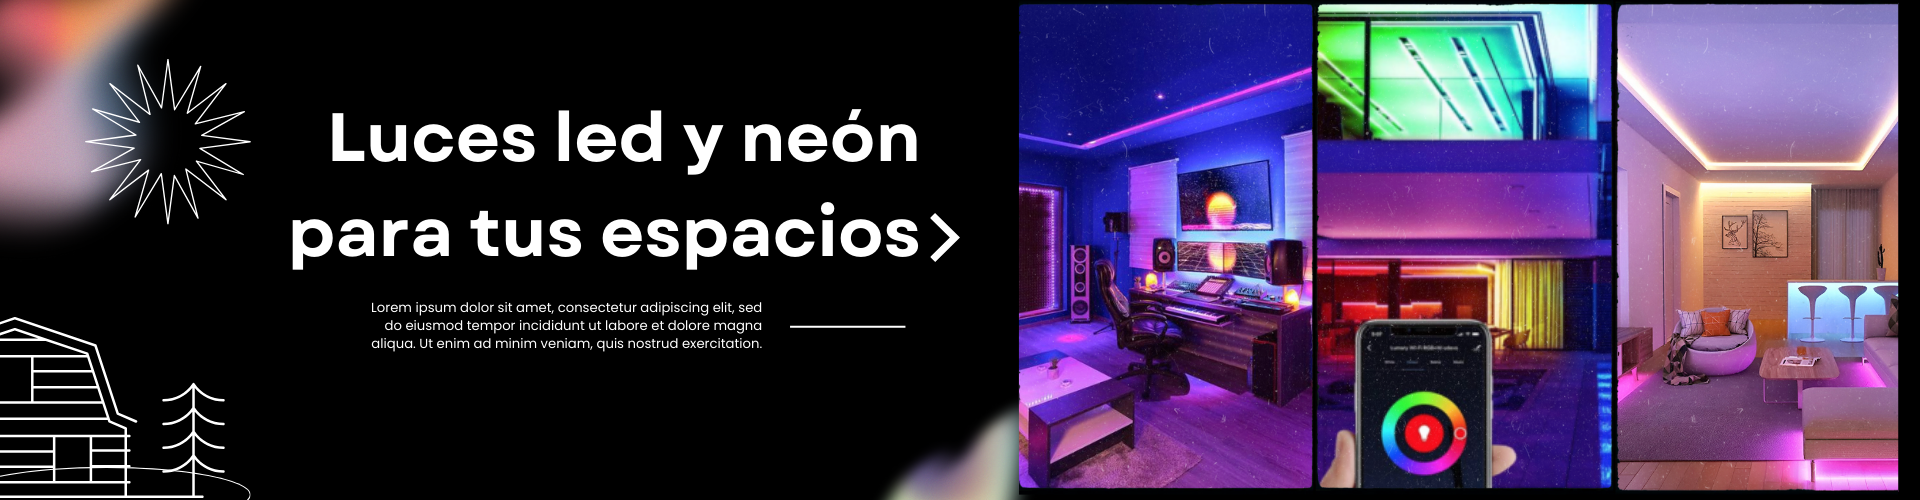 Luces led y neón
para tus espacios
Lorem ipsum dolor sit amet, consectetur adipiscing elit, sed
do eiusmod tempor incididunt ut labore et dolore magna
aliqua. Ut enim ad minim veniam, quis nostrud exercitation.